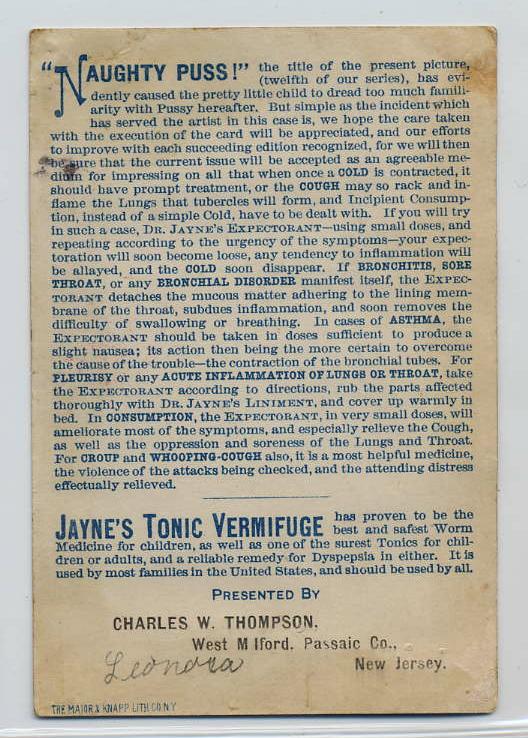 "NAUGHTY PUSS!" the title of the present picture,
(twelfth of our series), has evi-
dently caused the pretty little child to dread too much famili-
arity with Pussy hereafter. But simple as the incident which
has served the artist in this case is, we hope the care taken
with the execution of the card will be appreciated, and our efforts
to improve with each succeeding edition recognized, for we will then
be sure that the current issue will be accepted as an agreeable me-
dium for impressing on all that when once a COLD is contracted, it
should have prompt treatment, or the COUGH may so rack and in-
flame the Lungs that tubercles will form, and Incipient Consump-
tion, instead of a simple Cold, have to be dealt with. If you will try
in such a case, DR. JAYNE'S EXPECTORANT—using small doses, and
repeating according to the urgency of the symptoms—your expec-
toration will soon become loose, any tendency to inflammation will
be allayed, and the COLD soon disappear. If BRONCHITIS, SORE
THROAT, or any BRONCHIAL DISORDER manifest itself, the EXPEC-
TORANT detaches the mucous matter adhering to the lining mem-
brane of the throat, subdues inflammation, and soon removes the
difficulty of swallowing or breathing. In cases of ASTHMA, the
EXPECTORANT should be taken in doses sufficient to produce a
slight nausea; its action then being the more certain to overcome
the cause of the trouble—the contraction of the bronchial tubes. For
PLEURISY or any ACUTE INFLAMMATION OF LUNGS OR THROAT, take
the EXPECTORANT according to directions, rub the parts affected
thoroughly with DR. JAYNE'S LINIMENT, and cover up warmly in
bed. In CONSUMPTION, the EXPECTORANT, in very small doses, will
ameliorate most of the symptoms, and especially relieve the Cough,
as well as the oppression and soreness of the Lungs and Throat.
For CROUP and WHOOPING-COUGH also, it is a most helpful medicine,
the violence of the attacks being checked, and the attending distress
effectually relieved.
JAYNE'S TONIC VERMIFUGE has proven to be the
best and safest Worm
Medicine for children, as well as one of the surest Tonics for chil-
dren or adults, and a reliable remedy for Dyspepsia in either. It is
used by most families in the United States, and should be used by all.
PRESENTED BY
CHARLES W. THOMPSON.
West M lford. Passaic Co.,
New Jersey.
Leonora
THE MAJOR & KNAPP LITH.CO.N.Y